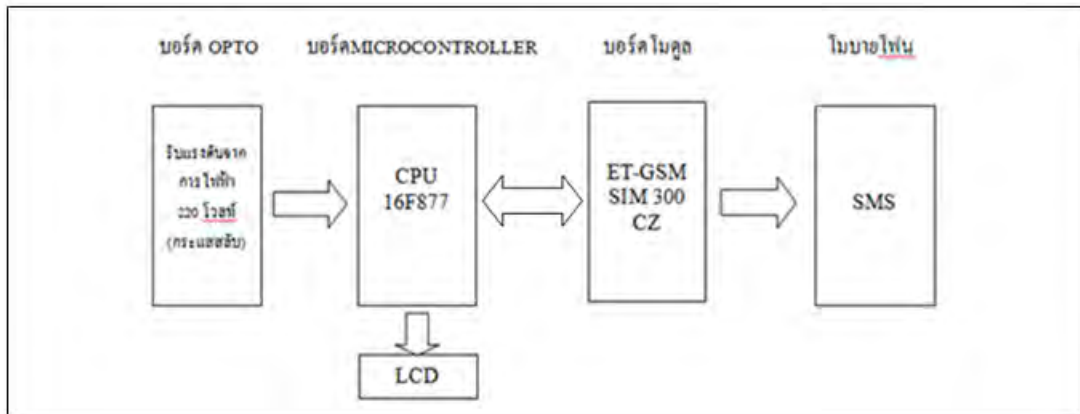 บอร์ด OPTO
บอร์ดMICROCONTROLLER
บอร์ดโมดูล
โมบายโฟน
รับแรงดันจาก
การไฟฟ้า
220 โวลท์
(กระแสสลับ)
CPU
16F877
ET-GSM
SIM 300
CZ
SMS
LCD